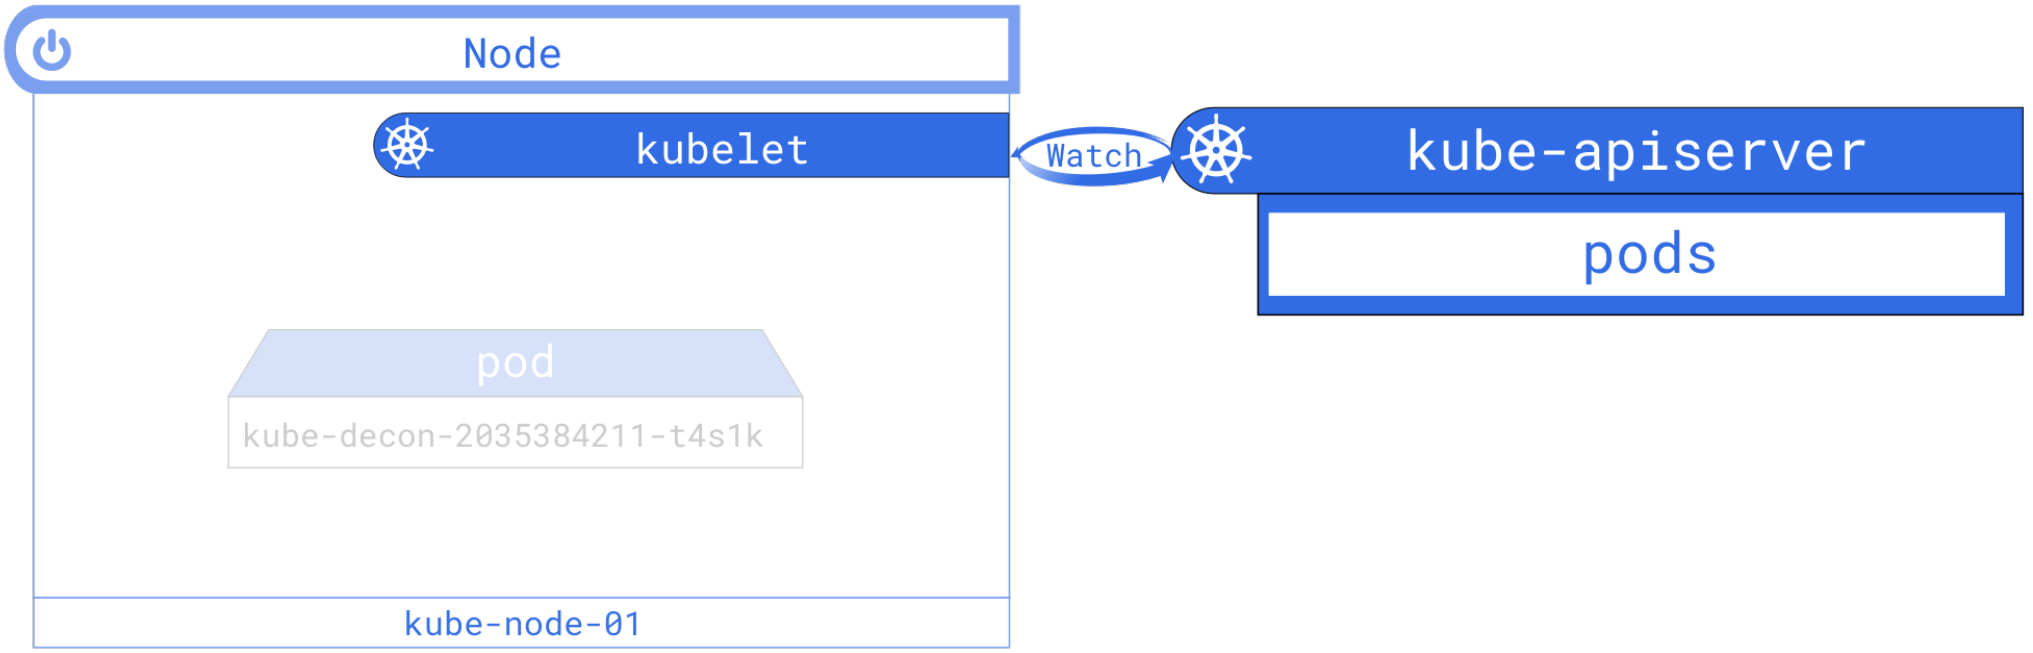 Node
kubelet
Watch
kube-apiserver
pods
pod
kube-decon-2035384211-t4s1k
kube-node-01